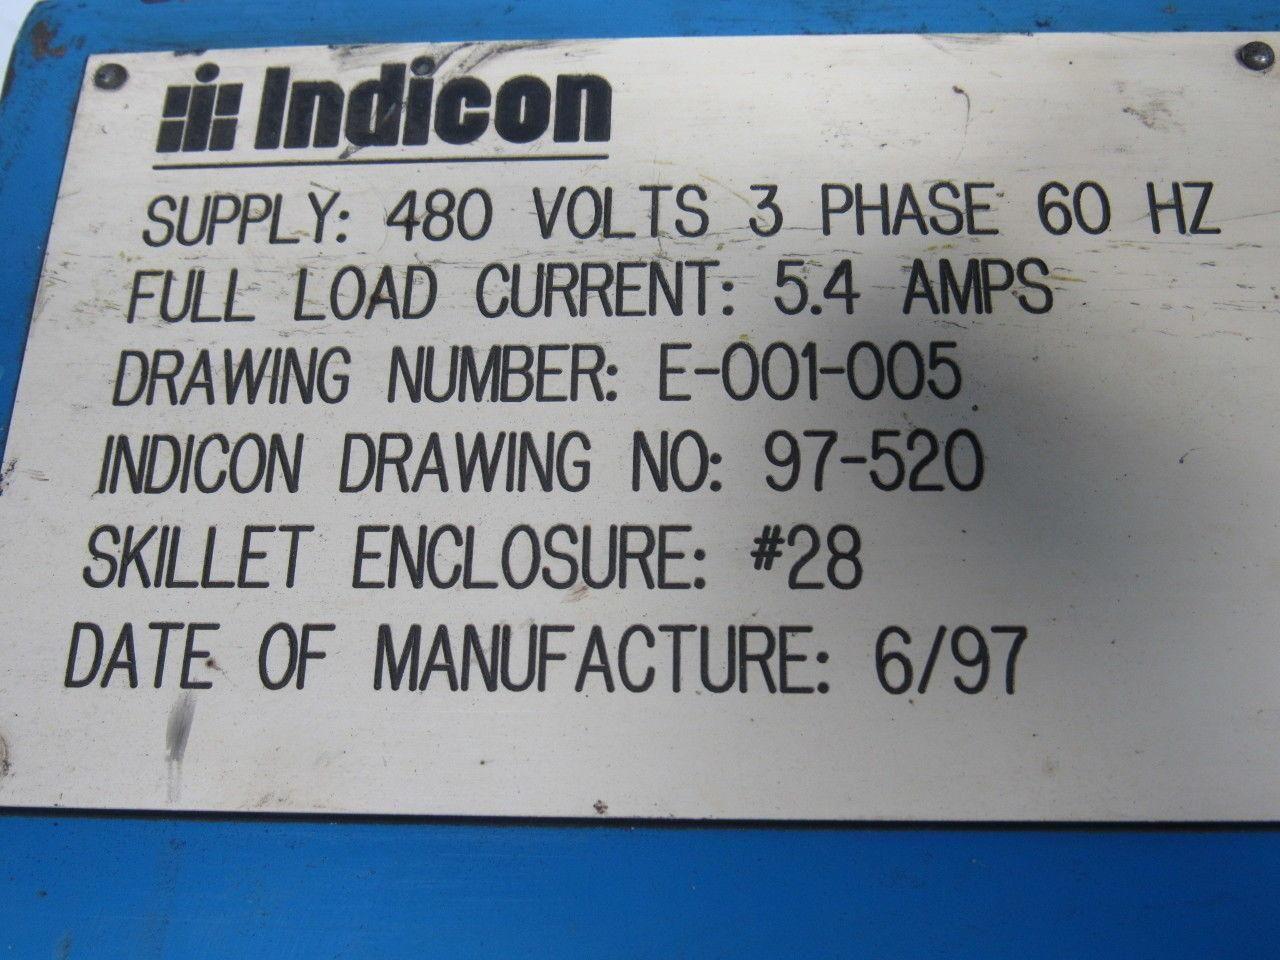 Indicon
SUPPLY: 480 VOLTS 3 PHASE 60 HZ
FULL LOAD CURRENT: 5.4 AMPS
DRAWING NUMBER: E-001-005
INDICON DRAWING NO: 97-520
SKILLET ENCLOSURE: #28
DATE OF MANUFACTURE: 6/97